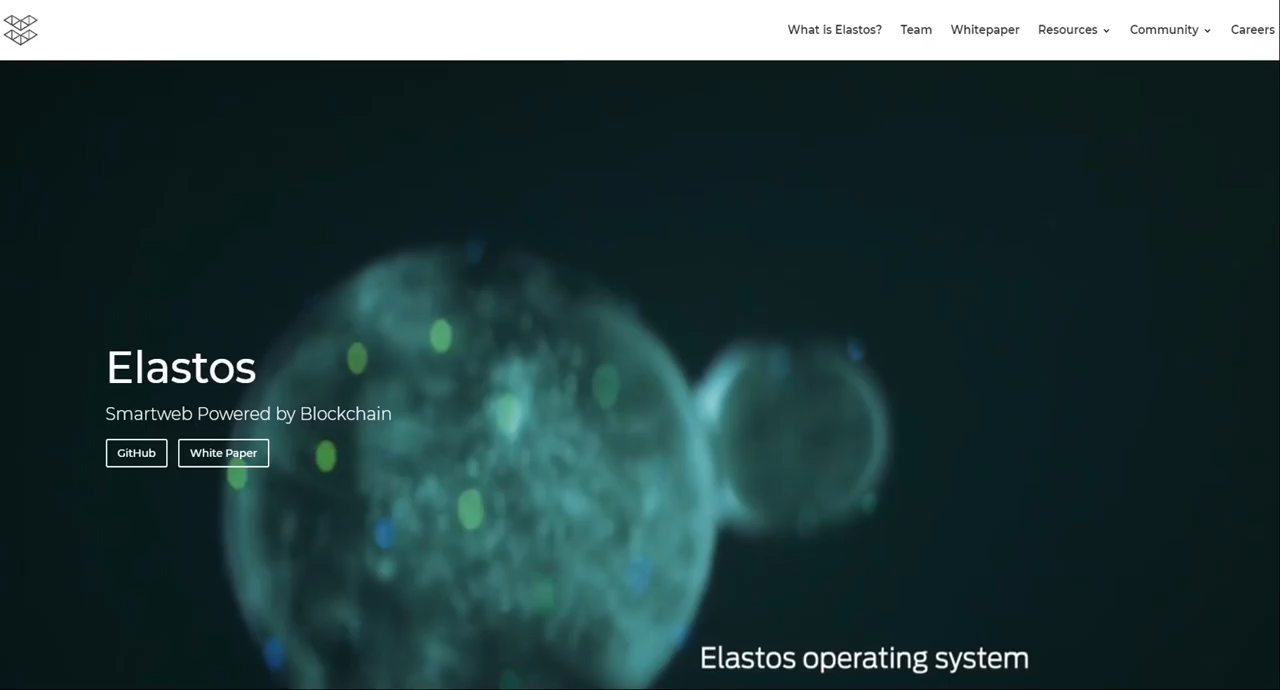 What is Elastos? Team Whitepaper Resources Community Careers
Elastos
Smartweb Powered by Blockchain
GitHub White Paper
Elastos operating system